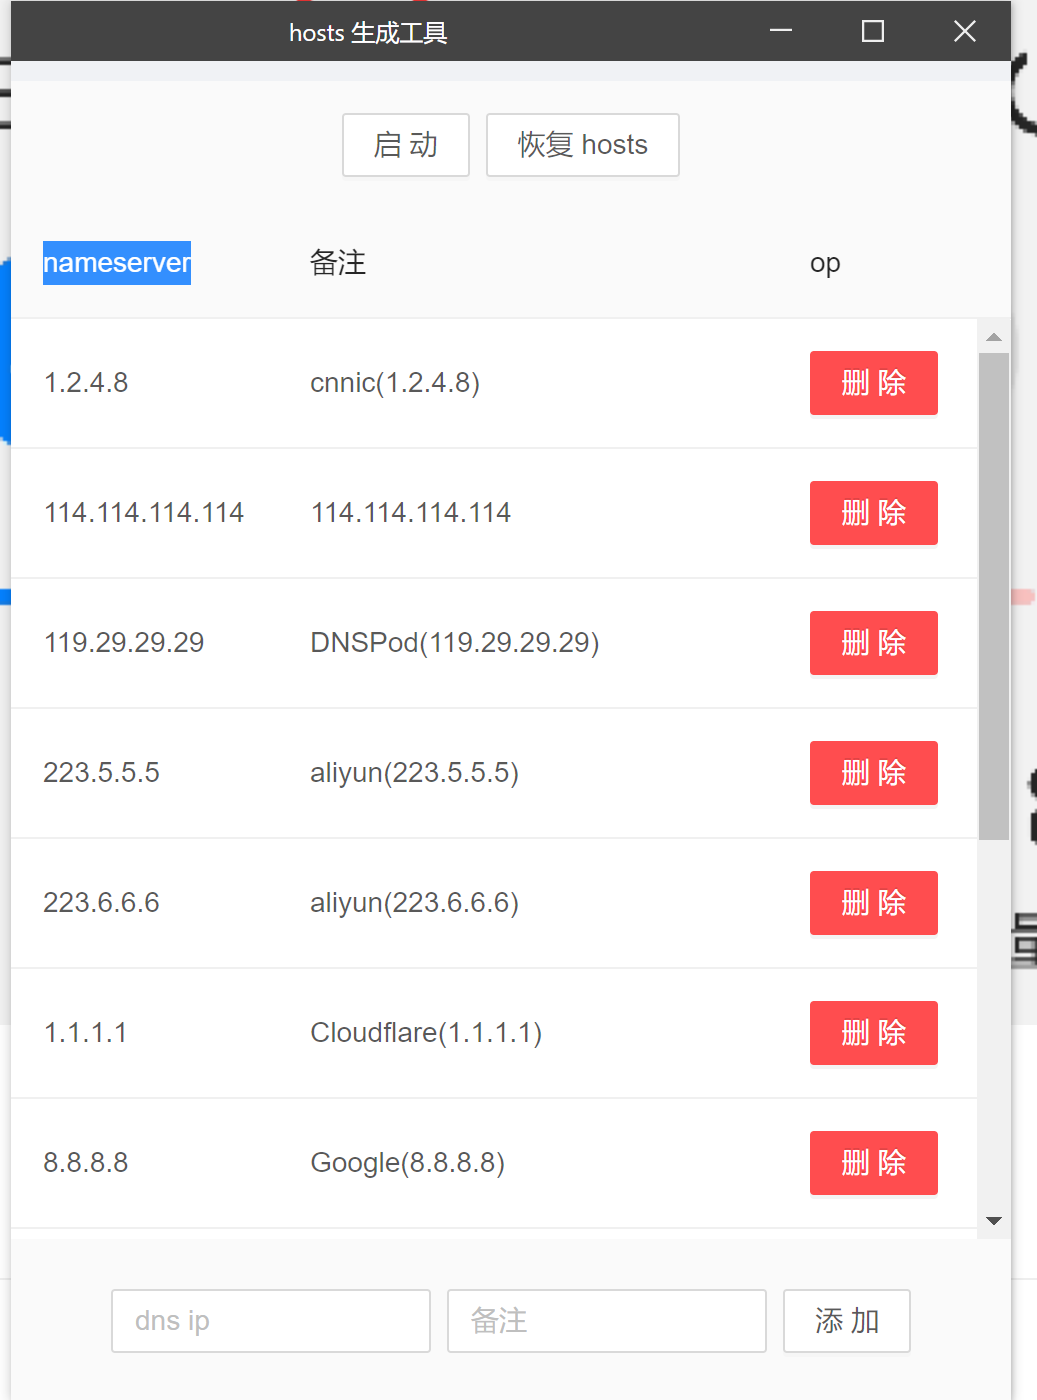 hosts 生成工具
启 动 恢复 hosts
nameserver 备注 op
1.2.4.8 cnnic(1.2.4.8) 删 除
114.114.114.114 114.114.114.114 删 除
119.29.29.29 DNSPod(119.29.29.29) 删 除
223.5.5.5 aliyun(223.5.5.5) 删 除
223.6.6.6 aliyun(223.6.6.6) 删 除
1.1.1.1 Cloudflare(1.1.1.1) 删 除
8.8.8.8 Google(8.8.8.8) 删 除
dns ip 备注 添 加